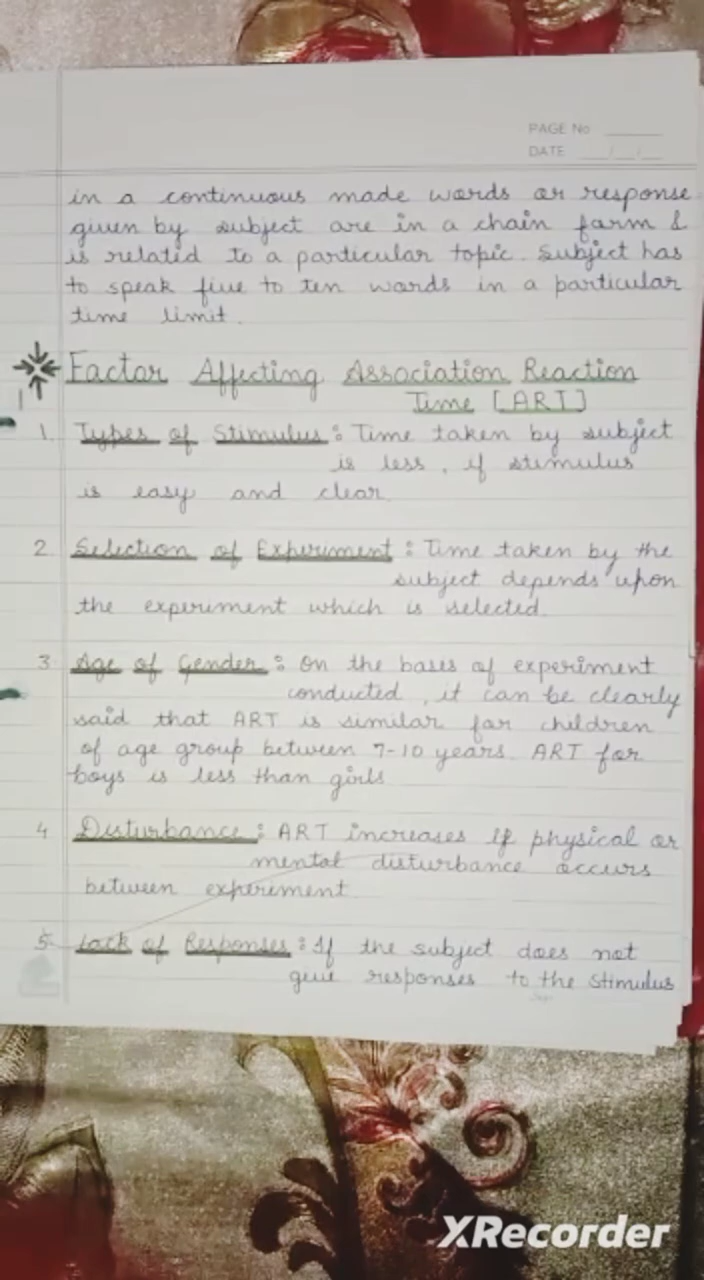 PAGE No
DATE
in a continuous made words or response
given by subject are in a chain farm &
is related to a particular topic. Subject has
to speak five to ten words in a particular
time limit.
Factor Affecting Association Reaction
Time [ART]
1. Types of Stimulus : Time taken by subject
is less, if stimulus
is easy and clear
2. Selection of Experiment : Time taken by the
subject depends upon
the experiment which is selected
3 Age of Gender : On the bases of experiment
conducted, it can be clearly
said that ART is similar for children
of age group between 7-10 years. ART for
boys is less than girls
4 Disturbance : ART increases if physical or
mental disturbance occurs
between experiment
5. Lack of Responses : If the subject does not
give responses to the stimulus
XRecorder